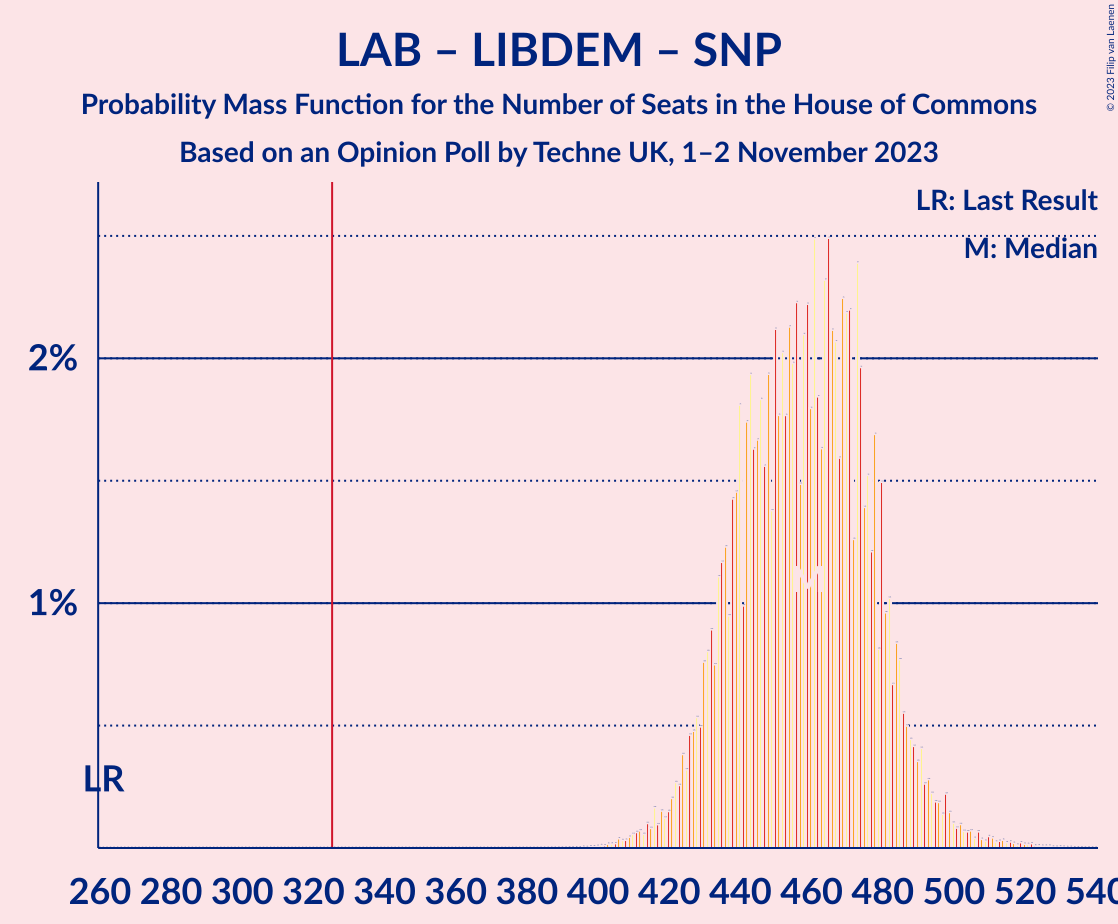 LAB – LIBDEM – SNP
Probability Mass Function for the Number of Seats in the House of Commons
Based on an Opinion Poll by Techne UK, 1–2 November 2023
© 2023 Filip van Laenen
LR: Last Result
M: Median
2%
1%
M
LR
260 280 300 320 340 360 380 400 420 440 460 480 500 520 540